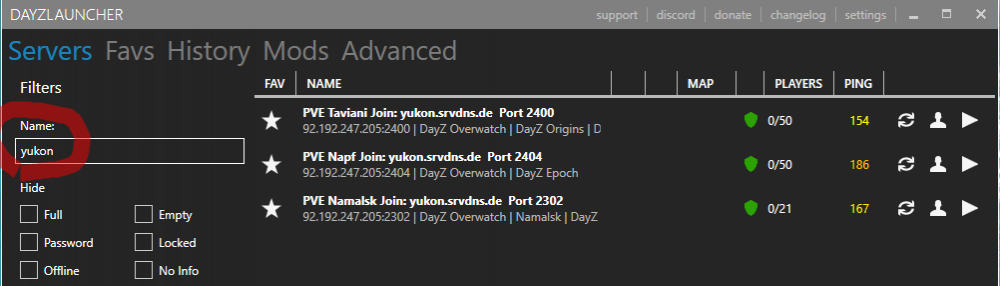 DAYZLAUNCHER support discord donate changelog settings
Servers Favs History Mods Advanced
Filters
Name:
yukon
Hide
Full Empty
Password Locked
Offline No Info
FAV NAME MAP PLAYERS PING
PVE Taviani Join: yukon.srvdns.de Port 2400
92.192.247.205:2400 | DayZ Overwatch | DayZ Origins | D
0/50 154
PVE Napf Join: yukon.srvdns.de Port 2404
92.192.247.205:2404 | DayZ Overwatch | DayZ Epoch
0/50 186
PVE Namalsk Join: yukon.srvdns.de Port 2302
92.192.247.205:2302 | DayZ Overwatch | Namalsk | DayZ
0/21 167